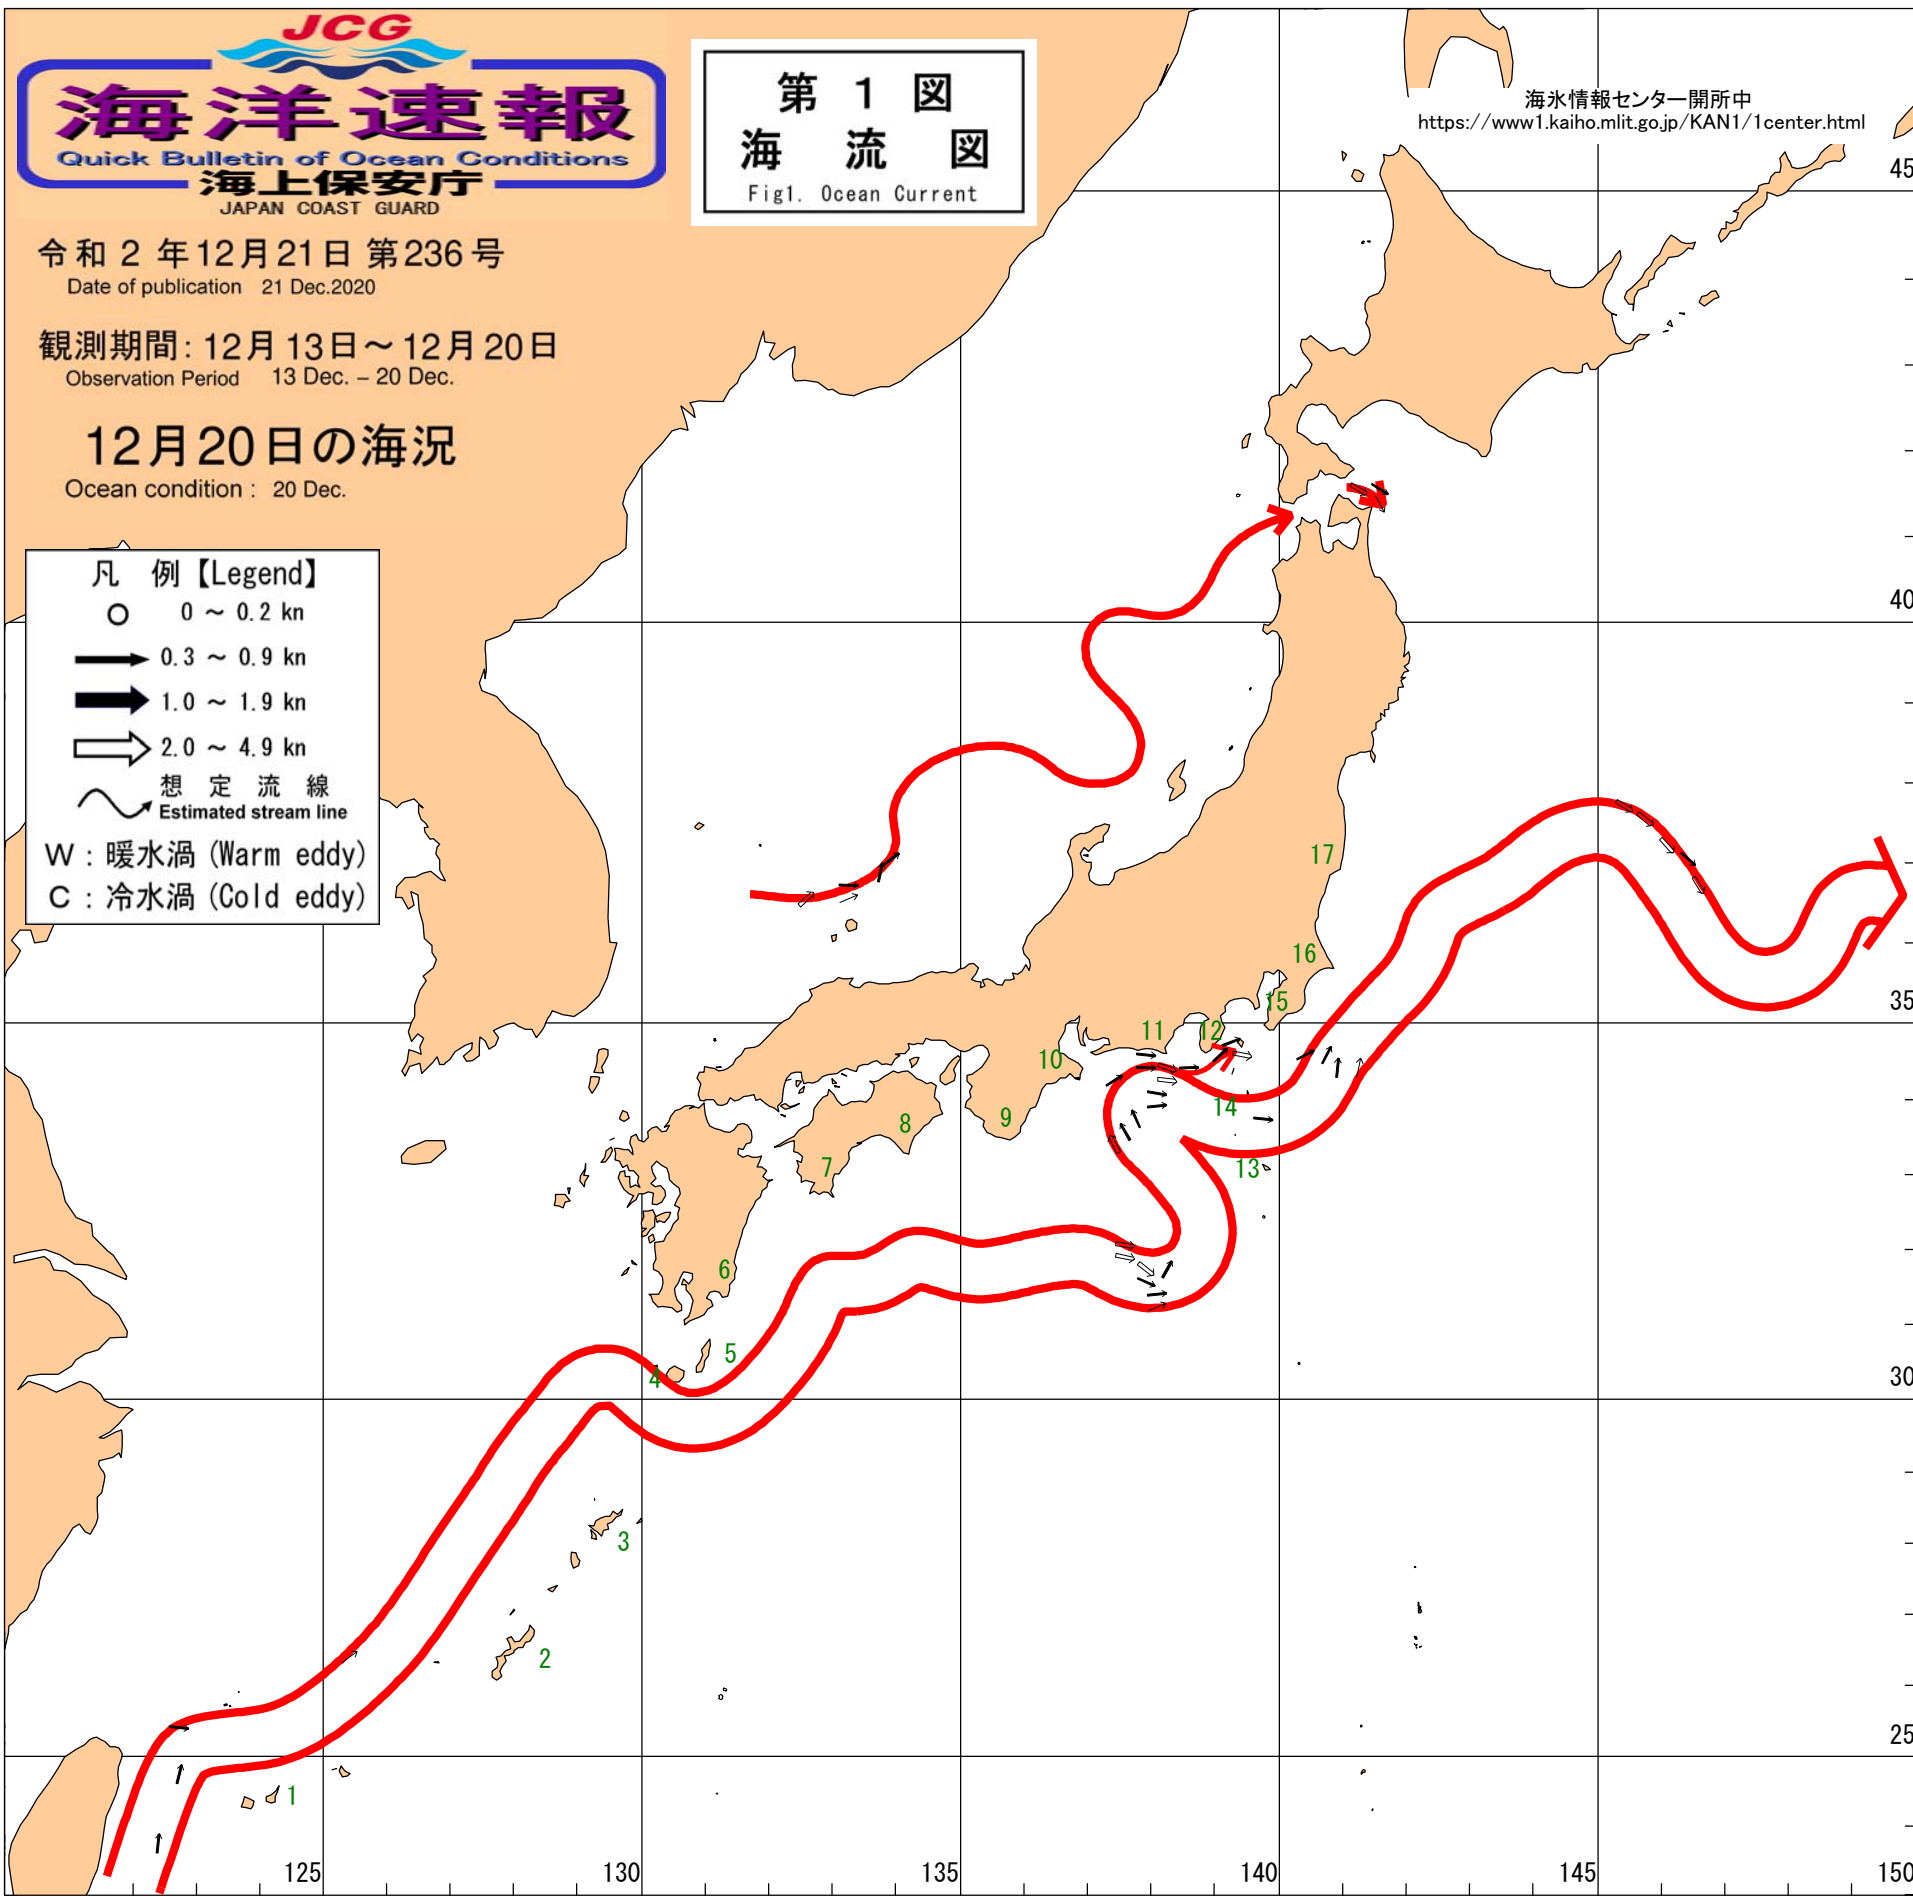 JCG
海洋速報
Quick Bulletin of Ocean Conditions
海上保安庁
JAPAN COAST GUARD
令和 2 年12月21日 第236号
Date of publication 21 Dec.2020
観測期間: 12月13日～12月20日
Observation Period 13 Dec. – 20 Dec.
12月20日の海況
Ocean condition : 20 Dec.
第 1 図
海 流 図
Fig1. Ocean Current
海氷情報センター開所中
https://www1.kaiho.mlit.go.jp/KAN1/1center.html
凡 例【Legend】
0 ～ 0.2 kn
0.3 ～ 0.9 kn
1.0 ～ 1.9 kn
2.0 ～ 4.9 kn
想 定 流 線
Estimated stream line
W : 暖水渦 (Warm eddy)
C : 冷水渦 (Cold eddy)
45
40
35
30
25
17
16
15
12
11
10
14
9
8
7
13
6
5
4
3
2
1
125
130
135
140
145
150